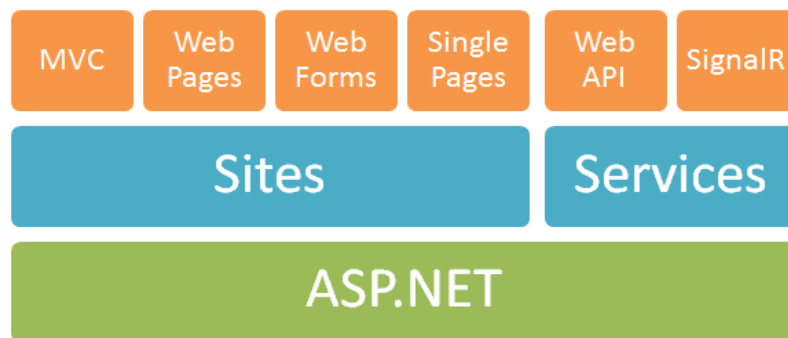 MVC
Web
Pages
Web
Forms
Single
Pages
Web
API
SignalR
Sites
Services
ASP.NET